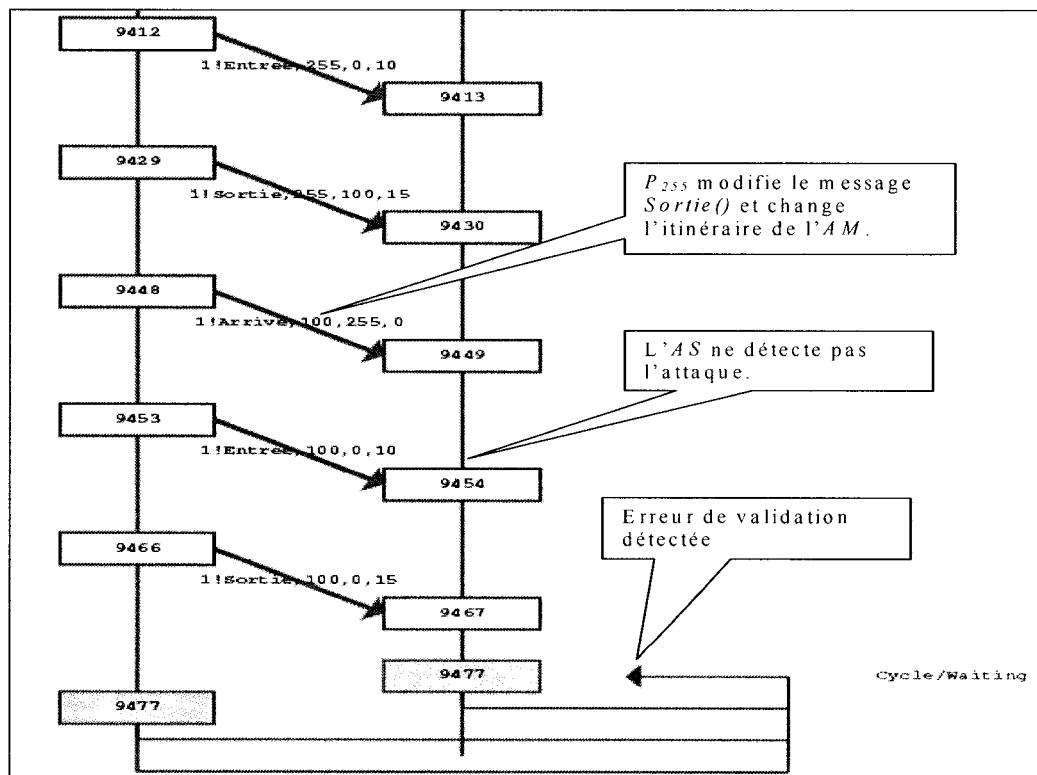 9412
1!Entree,255,0,10
9413
9429
1!Sortie,255,100,15
9430
P255 modifie le message
Sortie() et change
l'itinéraire de l'AM.
9448
1!Arrive,100,255,0
9449
L'AS ne détecte pas
l'attaque.
9453
1!Entree,100,0,10
9454
Erreur de validation
détectée
9466
1!Sortie,100,0,15
9467
9477
Cycle/Waiting
9477